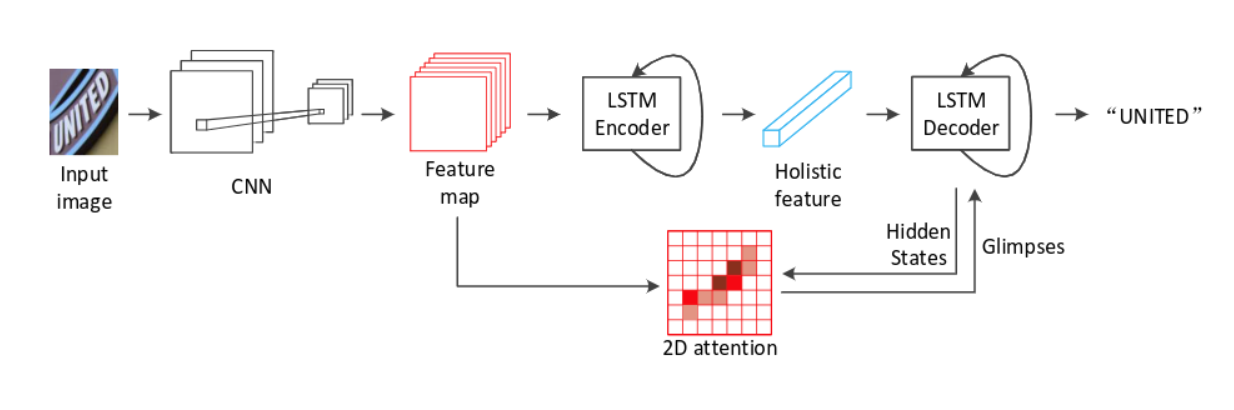 UNITED
Input
image
CNN
Feature
map
LSTM
Encoder
Holistic
feature
LSTM
Decoder
“UNITED”
Hidden
States
Glimpses
2D attention